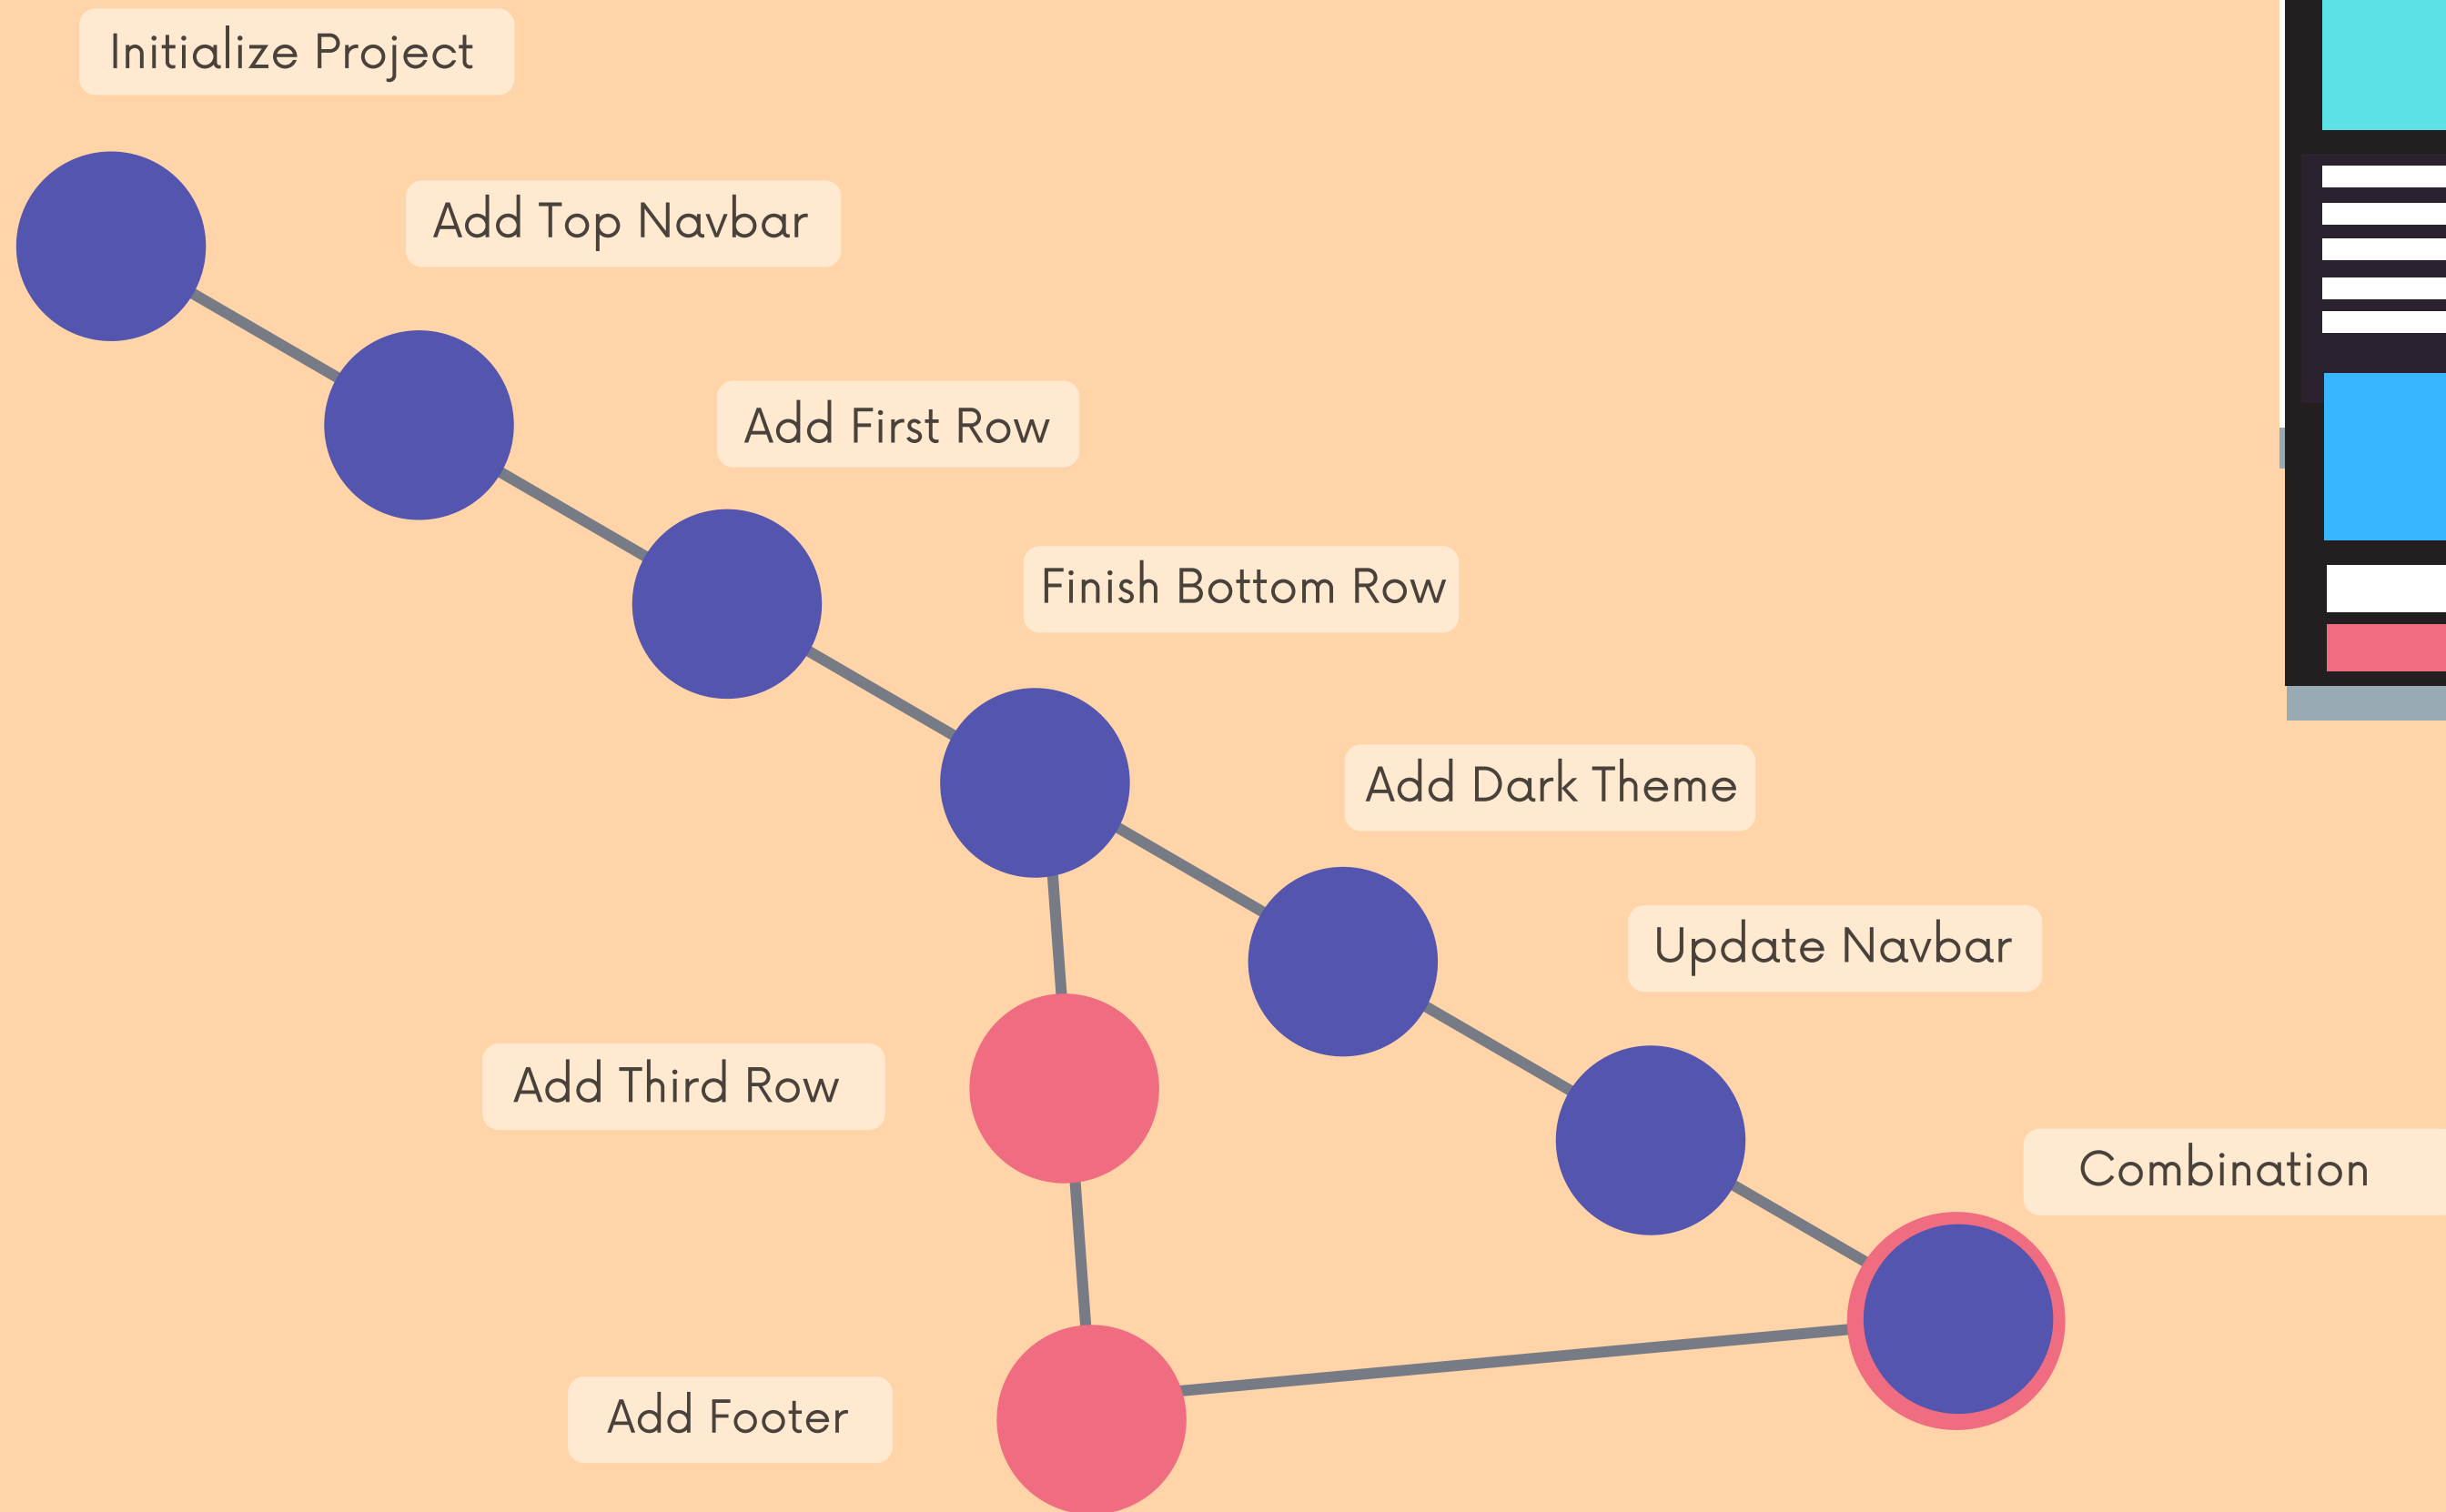 Initialize Project
Add Top Navbar
Add First Row
Finish Bottom Row
Add Dark Theme
Update Navbar
Add Third Row
Combination
Add Footer